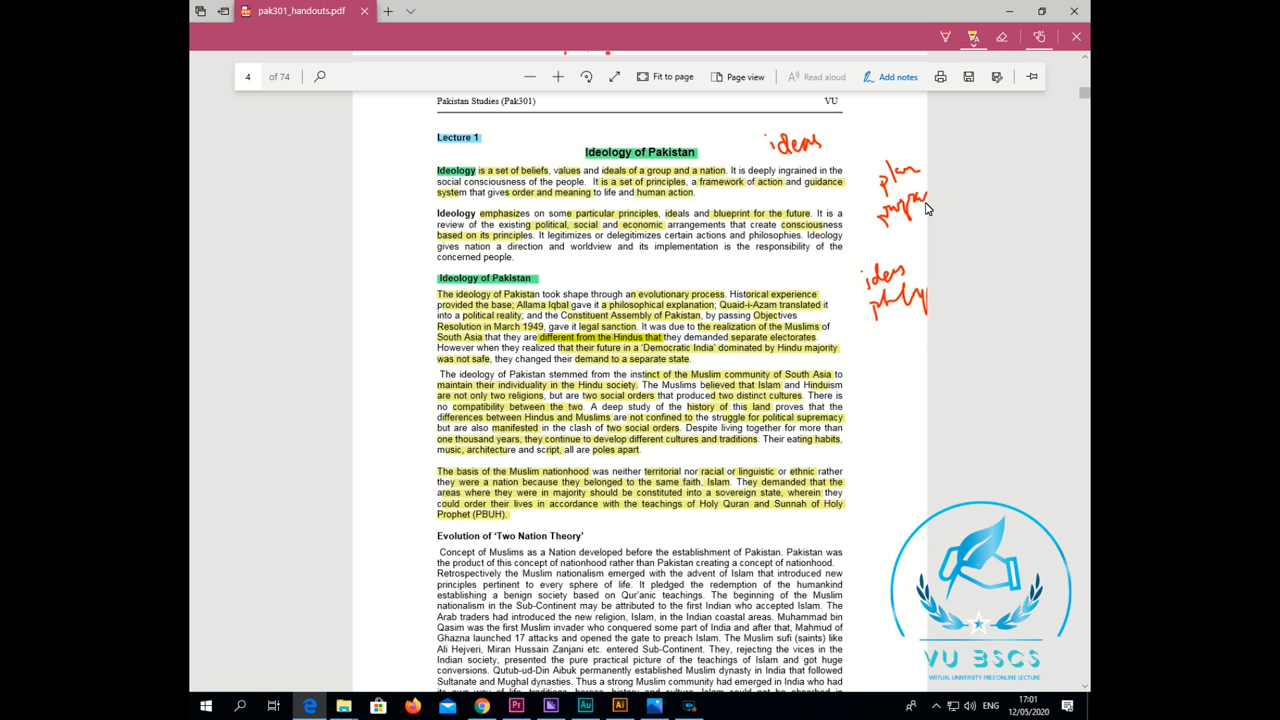 pak301_handouts.pdf
4 of 74
Fit to page
Page view
Read aloud
Add notes
Pakistan Studies (Pak301) VU
Lecture 1
Ideology of Pakistan
ideas
Ideology is a set of beliefs, values and ideals of a group and a nation. It is deeply ingrained in the
social consciousness of the people. It is a set of principles, a framework of action and guidance
system that gives order and meaning to life and human action.
plan
Ideology emphasizes on some particular principles, ideals and blueprint for the future. It is a
review of the existing political, social and economic arrangements that create consciousness
based on its principles. It legitimizes or delegitimizes certain actions and philosophies. Ideology
gives nation a direction and worldview and its implementation is the responsibility of the
concerned people.
Ideology of Pakistan
The ideology of Pakistan took shape through an evolutionary process. Historical experience
provided the base; Allama Iqbal gave it a philosophical explanation; Quaid-i-Azam translated it
into a political reality; and the Constituent Assembly of Pakistan, by passing Objectives
Resolution in March 1949, gave it legal sanction. It was due to the realization of the Muslims of
South Asia that they are different from the Hindus that they demanded separate electorates.
However when they realized that their future in a 'Democratic India' dominated by Hindu majority
was not safe, they changed their demand to a separate state.
The ideology of Pakistan stemmed from the instinct of the Muslim community of South Asia to
maintain their individuality in the Hindu society. The Muslims believed that Islam and Hinduism
are not only two religions, but are two social orders that produced two distinct cultures. There is
no compatibility between the two. A deep study of the history of this land proves that the
differences between Hindus and Muslims are not confined to the struggle for political supremacy
but are also manifested in the clash of two social orders. Despite living together for more than
one thousand years, they continue to develop different cultures and traditions. Their eating habits,
music, architecture and script, all are poles apart.
The basis of the Muslim nationhood was neither territorial nor racial or linguistic or ethnic rather
they were a nation because they belonged to the same faith, Islam. They demanded that the
areas where they were in majority should be constituted into a sovereign state, wherein they
could order their lives in accordance with the teachings of Holy Quran and Sunnah of Holy
Prophet (PBUH).
Evolution of 'Two Nation Theory'
Concept of Muslims as a Nation developed before the establishment of Pakistan. Pakistan was
the product of this concept of nationhood rather than Pakistan creating a concept of nationhood.
Retrospectively the Muslim nationalism emerged with the advent of Islam that introduced new
principles pertinent to every sphere of life. It pledged the redemption of the humankind
establishing a benign society based on Qur'anic teachings. The beginning of the Muslim
nationalism in the Sub-Continent may be attributed to the first Indian who accepted Islam. The
Arab traders had introduced the new religion, Islam, in the Indian coastal areas. Muhammad bin
Qasim was the first Muslim invader who conquered some part of India and after that, Mahmud of
Ghazna launched 17 attacks and opened the gate to preach Islam. The Muslim sufi (saints) like
Ali Hejveri, Miran Hussain Zanjani etc. entered Sub-Continent. They, rejecting the vices in the
Indian society, presented the pure practical picture of the teachings of Islam and got huge
conversions. Qutub-ud-Din Aibuk permanently established Muslim dynasty in India that followed
Sultanate and Mughal dynasties. Thus a strong Muslim community had emerged in India who had
VU BSCS
VIRTUAL UNIVERSITY FREE ONLINE LECTURE
ENG
17:01
12/05/2020